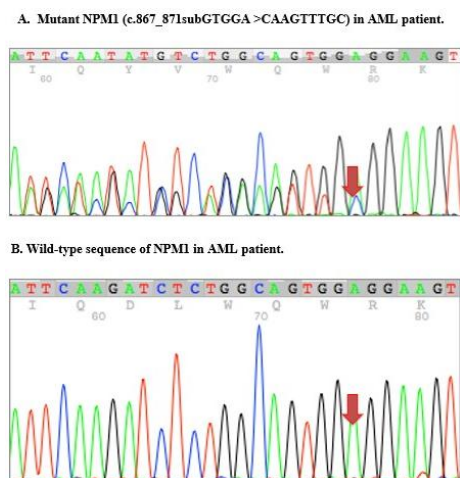 A. Mutant NPM1 (c.867_871subGTGGA >CAAGTTTGC) in AML patient.
A T T C A A T A T G T C T G G C A G T G G A G G A A G T
I Q Y V W Q W R K
60 70 80
B. Wild-type sequence of NPM1 in AML patient.
A T T C A A G A T C T C T G G C A G T G G A G G A A G T
I Q D L W Q W R K
60 70 80